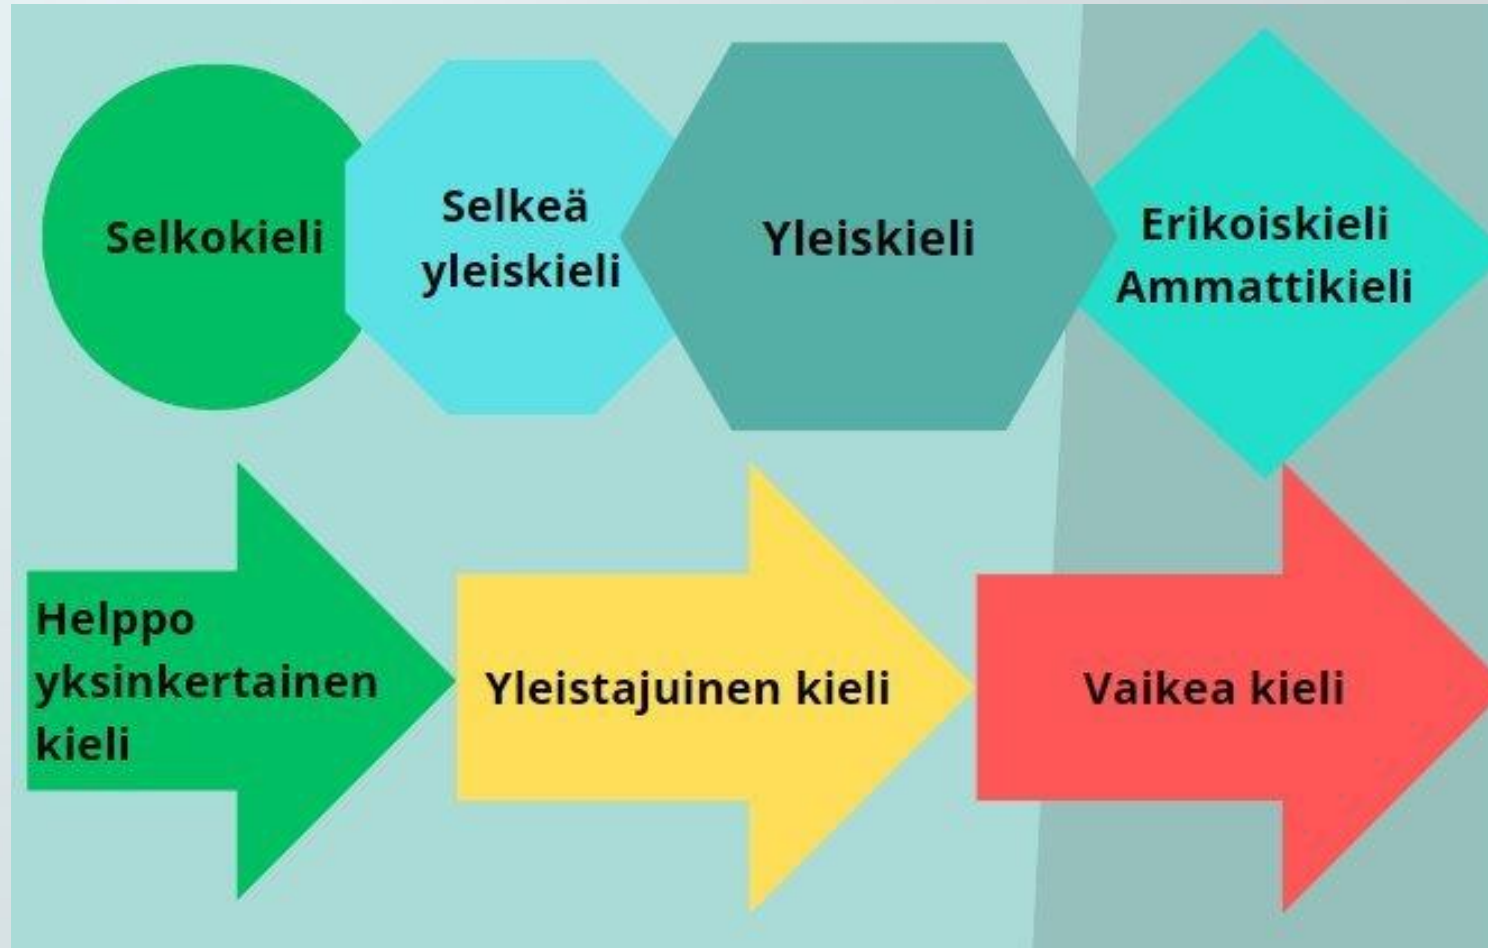 Selkokieli
Selkeä
yleiskieli
Yleiskieli
Erikoiskieli
Ammattikieli
Helppo
yksinkertainen
kieli
Yleistajuinen kieli
Vaikea kieli